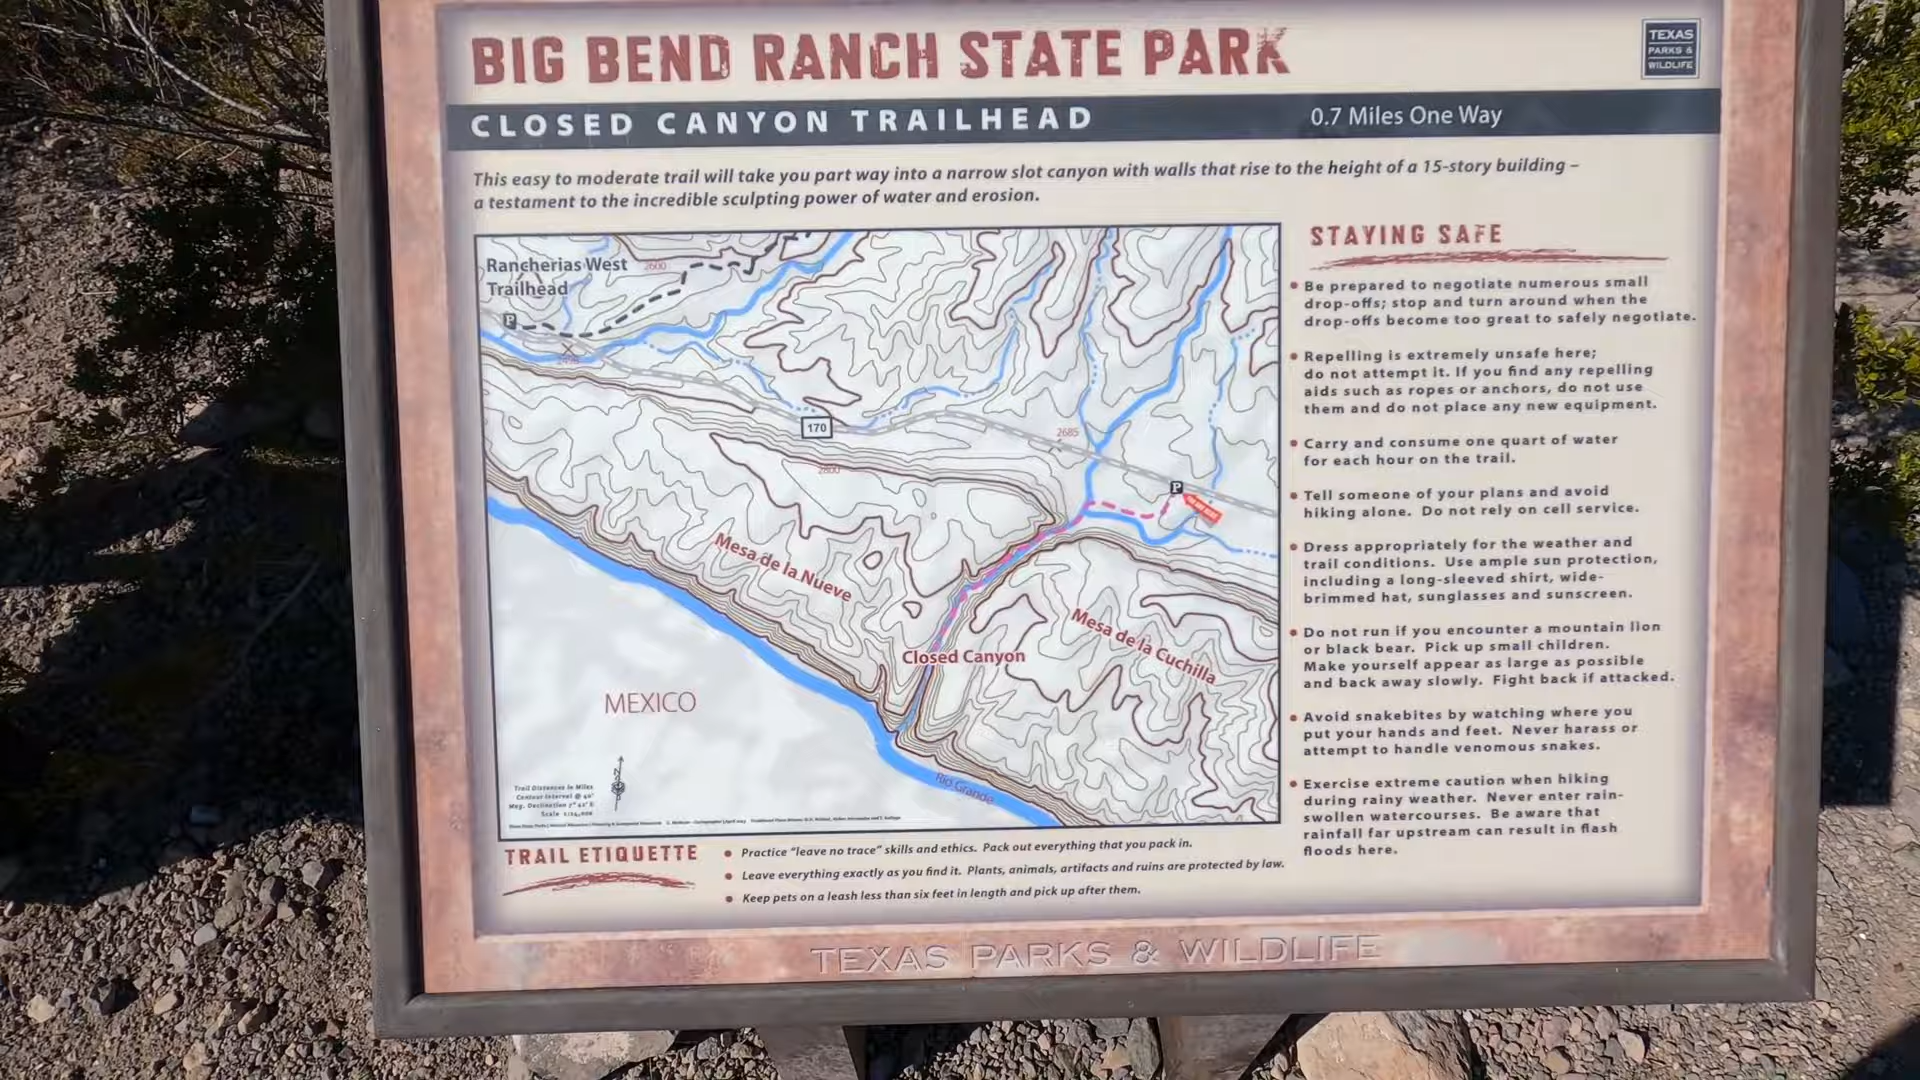 BIG BEND RANCH STATE PARK
TEXAS
PARKS &
WILDLIFE
CLOSED CANYON TRAILHEAD
0.7 Miles One Way
This easy to moderate trail will take you part way into a narrow slot canyon with walls that rise to the height of a 15-story building –
a testament to the incredible sculpting power of water and erosion.
Rancherias West
Trailhead
2600
P
170
2685
2800
P
Mesa de la Nueve
Mesa de la Cuchilla
Closed Canyon
MEXICO
Rio Grande
N
Trail Distances in Miles
Contour Interval @ 40'
STAYING SAFE
• Be prepared to negotiate numerous small
drop-offs; stop and turn around when the
drop-offs become too great to safely negotiate.
• Repelling is extremely unsafe here;
do not attempt it. If you find any repelling
aids such as ropes or anchors, do not use
them and do not place any new equipment.
• Carry and consume one quart of water
for each hour on the trail.
• Tell someone of your plans and avoid
hiking alone. Do not rely on cell service.
• Dress appropriately for the weather and
trail conditions. Use ample sun protection,
including a long-sleeved shirt, wide-
brimmed hat, sunglasses and sunscreen.
• Do not run if you encounter a mountain lion
or black bear. Pick up small children.
Make yourself appear as large as possible
and back away slowly. Fight back if attacked.
• Avoid snakebites by watching where you
put your hands and feet. Never harass or
attempt to handle venomous snakes.
• Exercise extreme caution when hiking
during rainy weather. Never enter rain-
swollen watercourses. Be aware that
rainfall far upstream can result in flash
floods here.
TRAIL ETIQUETTE
• Practice “leave no trace” skills and ethics. Pack out everything that you pack in.
• Leave everything exactly as you find it. Plants, animals, artifacts and ruins are protected by law.
• Keep pets on a leash less than six feet in length and pick up after them.
TEXAS PARKS & WILDLIFE